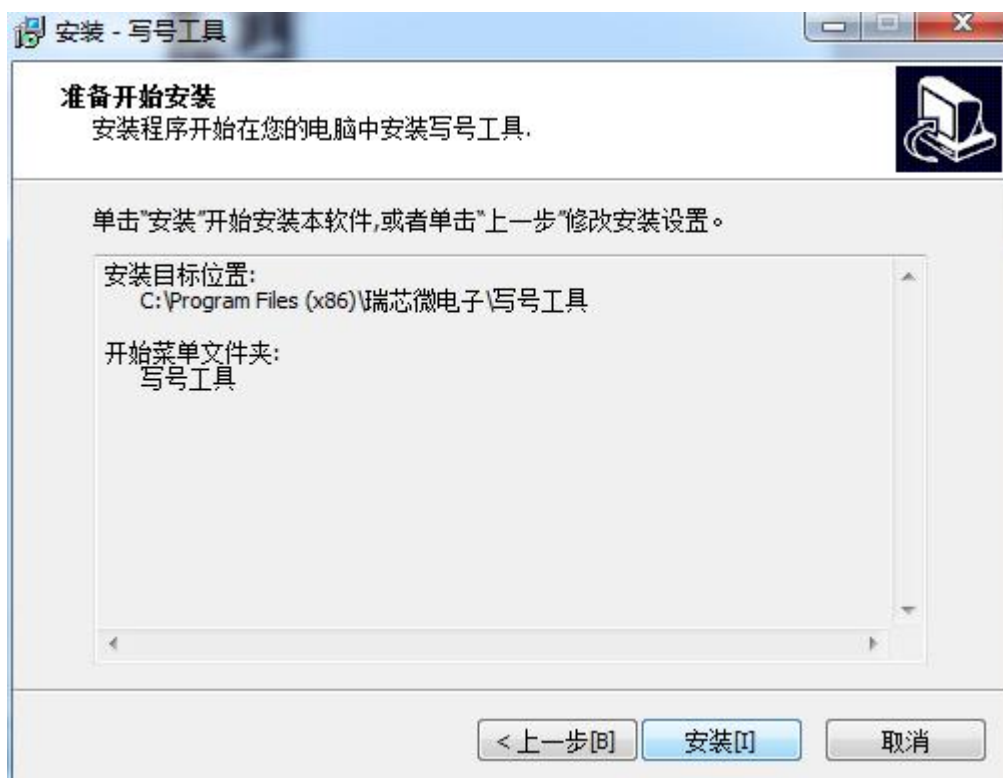 安装 - 写号工具
准备开始安装
安装程序开始在您的电脑中安装写号工具.
单击"安装"开始安装本软件,或者单击"上一步"修改安装设置。
安装目标位置:
C:\Program Files (x86)\瑞芯微电子\写号工具
开始菜单文件夹:
写号工具
< 上一步[B]
安装[I]
取消